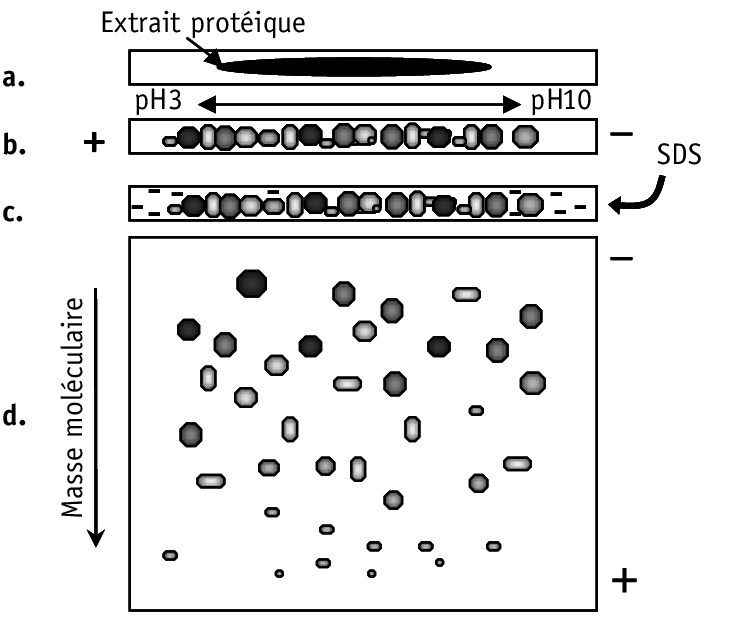 Extrait protéique
a.
pH3
pH10
b.
+
−
SDS
c.
−
Masse moléculaire
d.
+